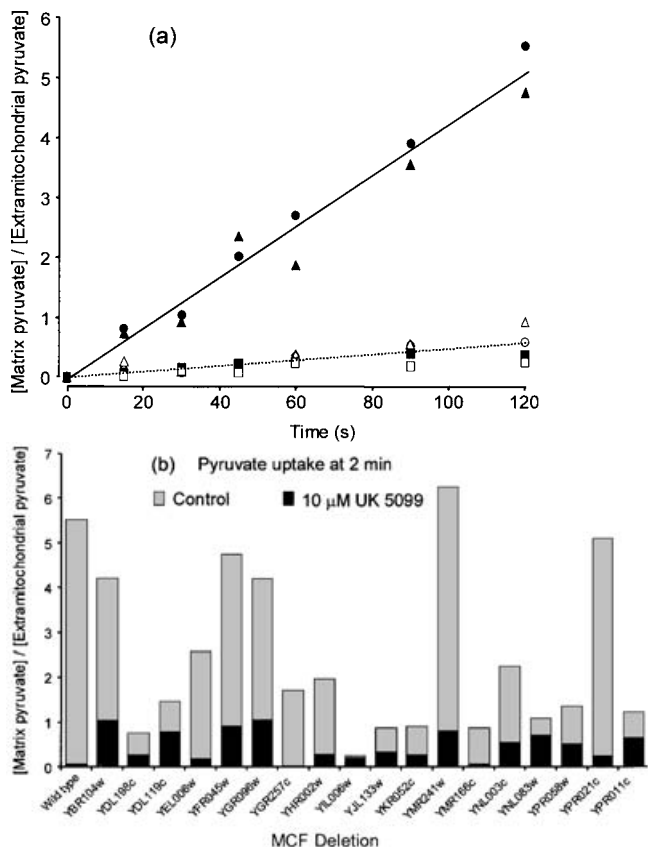 (a)
[Matrix pyruvate] / [Extramitochondrial pyruvate]
6
5
4
3
2
1
0
0 20 40 60 80 100 120
Time (s)
(b) Pyruvate uptake at 2 min
Control 10 µM UK 5099
[Matrix pyruvate] / [Extramitochondrial pyruvate]
7
6
5
4
3
2
1
0
Wild type
YBR104w
YDL198c
YDL119c
YEL006w
YFR045w
YGR096w
YGR257c
YHR002w
YIL006w
YJL133w
YKR052c
YMR241w
YMR166c
YNL003c
YNL083w
YPR058w
YPR021c
YPR011c
MCF Deletion